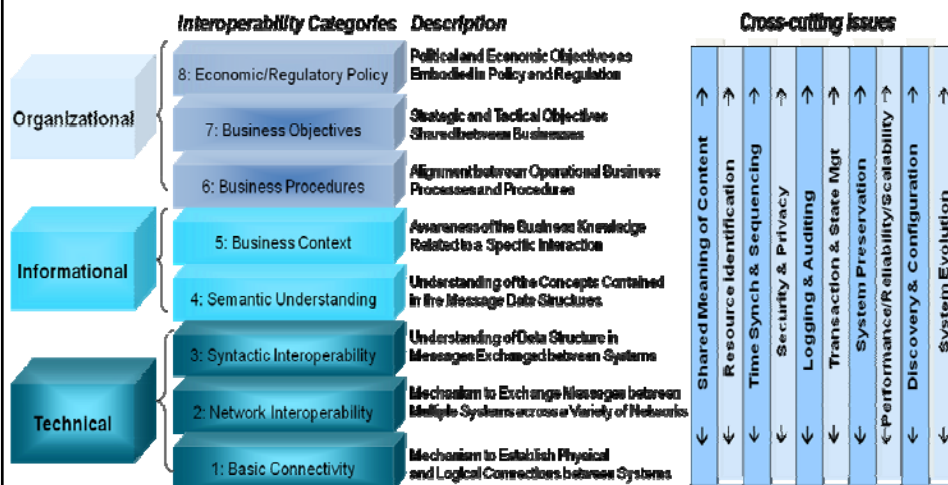 Interoperability Categories
Description
Cross-cutting Issues
Organizational
8: Economic/Regulatory Policy
Political and Economic Objectives as
Embodied in Policy and Regulation
7: Business Objectives
Strategic and Tactical Objectives
Shared between Businesses
6: Business Procedures
Alignment between Operational Business
Processes and Procedures
Informational
5: Business Context
Awareness of the Business Knowledge
Related to a Specific Interaction
4: Semantic Understanding
Understanding of the Concepts Contained
in the Message Data Structures
Technical
3: Syntactic Interoperability
Understanding of Data Structure in
Messages Exchanged between Systems
2: Network Interoperability
Mechanism to Exchange Messages between
Multiple Systems across a Variety of Networks
1: Basic Connectivity
Mechanism to Establish Physical
and Logical Connections between Systems
Shared Meaning of Content
Resource identification
Time Synch & Sequencing
Security & Privacy
Logging & Auditing
Transaction & State Mgt
System Preservation
Performance/Reliability/Scalability
Discovery & Configuration
System Evolution